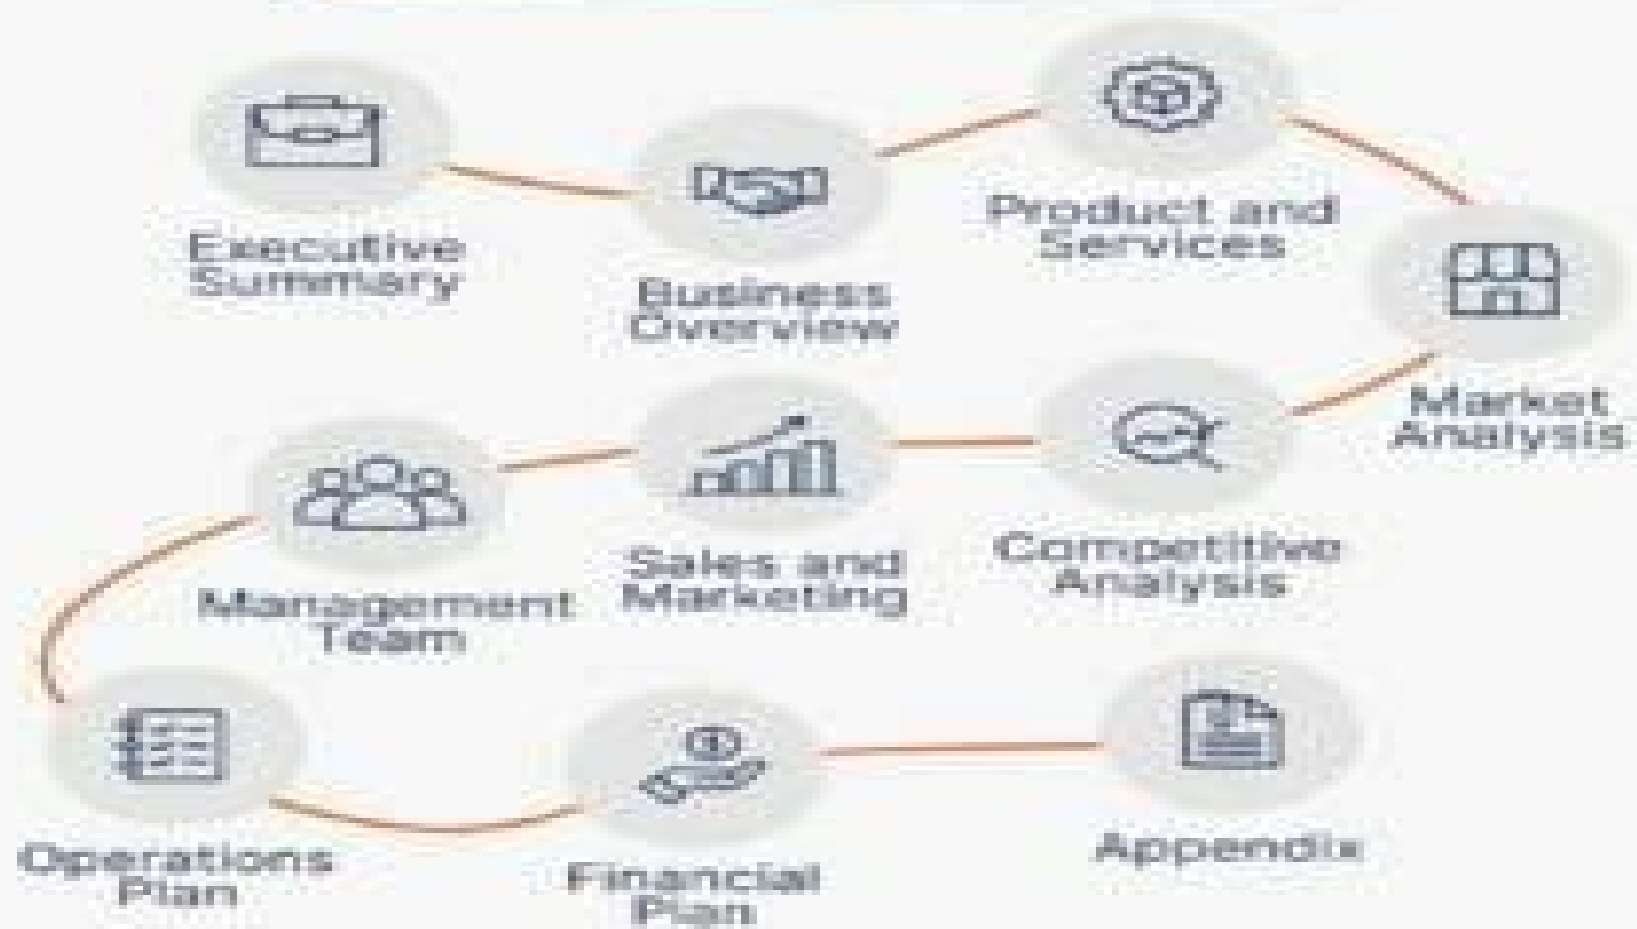 Executive
Summary
Business
Overview
Product and
Services
Market
Analysis
Competitive
Analysis
Sales and
Marketing
Management
Team
Operations
Plan
Financial
Plan
Appendix